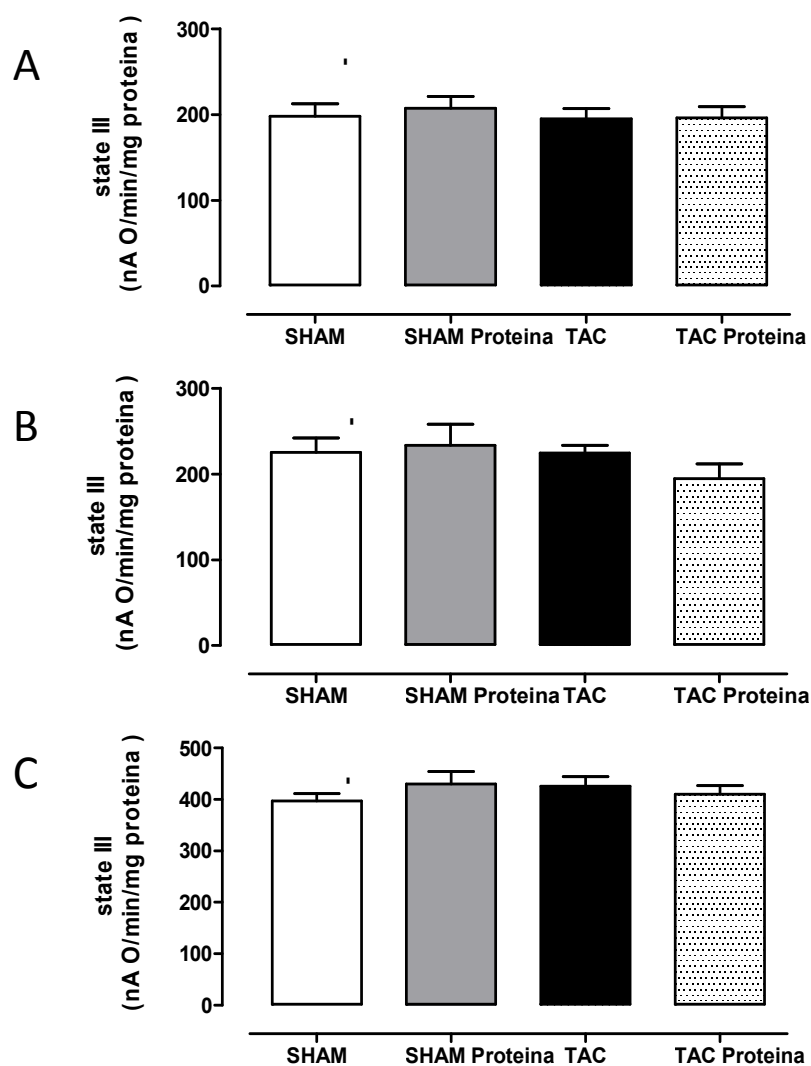 A
state III
(nA O/min/mg proteina )
300
200
100
0
SHAM
SHAM Proteina
TAC
TAC Proteina
B
state III
(nA O/min/mg proteina )
300
200
100
0
SHAM
SHAM Proteina
TAC
TAC Proteina
C
state III
(nA O/min/mg proteina )
500
400
300
200
100
0
SHAM
SHAM Proteina
TAC
TAC Proteina